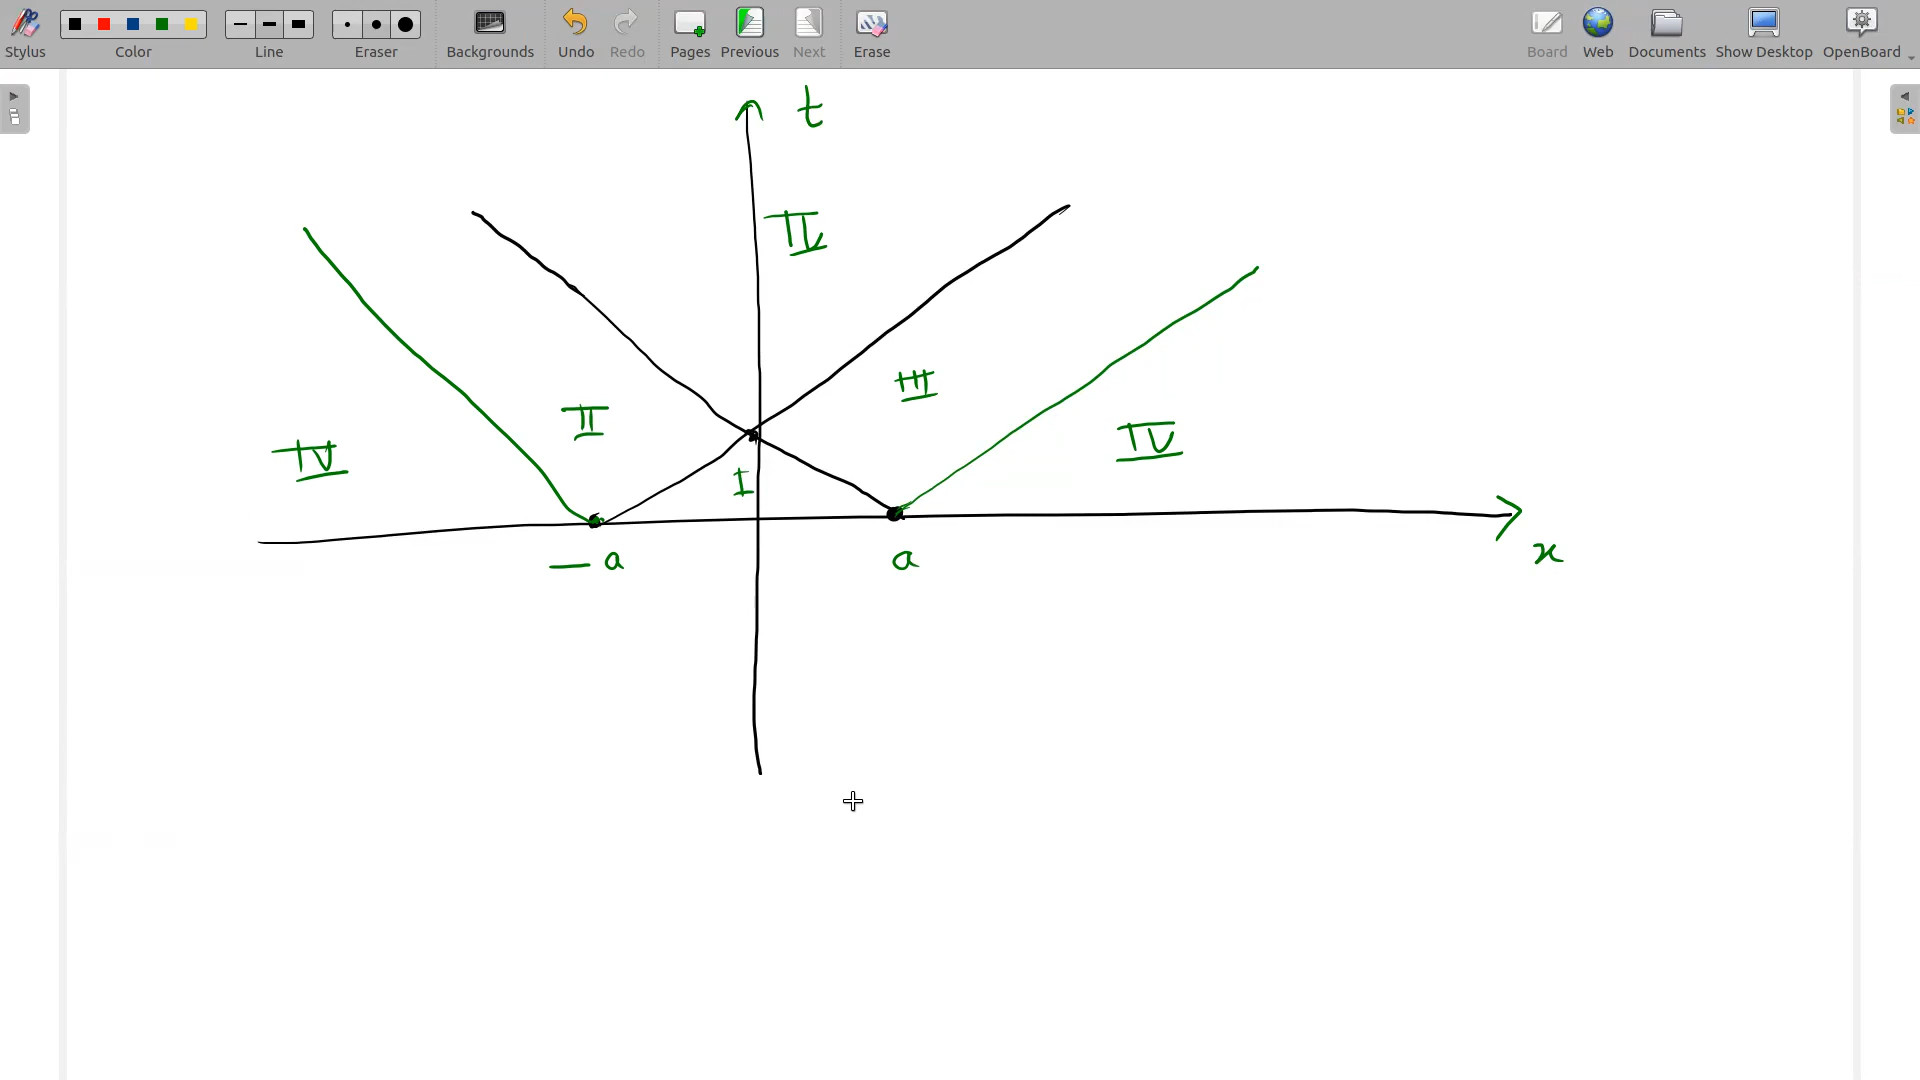 Stylus Color Line Eraser Backgrounds Undo Redo Pages Previous Next Erase Board Web Documents Show Desktop OpenBoard
t
IV
III
II
IV
IV
I
-a
a
x